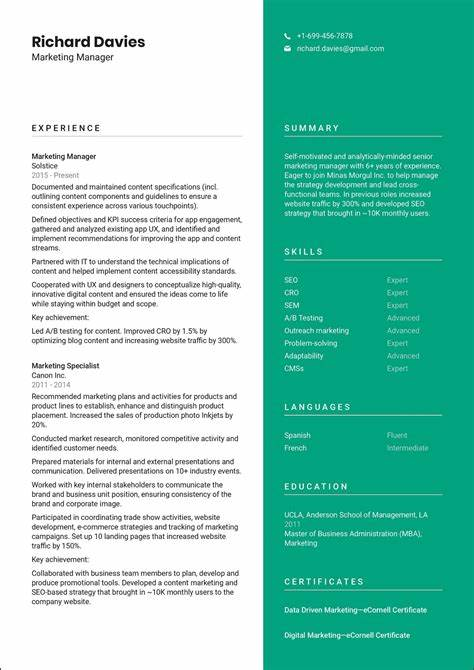 Richard Davies
Marketing Manager
EXPERIENCE
Marketing Manager
Solstice
2015 - Present
Documented and maintained content specifications (incl.
outlining content components and guidelines to ensure a
consistent experience across various touchpoints).
Defined objectives and KPI success criteria for app engagement,
gathered and analyzed existing app UX, and identified and
implement recommendations for improving the app and content
streams.
Partnered with IT to understand the technical implications of
content and helped implement content accessibility standards.
Cooperated with UX and designers to conceptualize high-quality,
innovative digital content and ensured the ideas come to life
while staying within budget and scope.
Key achievement:
Led A/B testing for content. Improved CRO by 1.5% by
optimizing blog content and increasing website traffic by 300%.
Marketing Specialist
Canon Inc.
2011 - 2014
Recommended marketing plans and activities for products and
product lines to establish, enhance and distinguish product
placement. Increased the sales of production photo Inkjets by
20%.
Conducted market research, monitored competitive activity and
identified customer needs.
Prepared materials for internal and external presentations and
communication. Delivered presentations on 10+ industry events.
Worked with key internal stakeholders to communicate the
brand and business unit position, ensuring consistency of the
brand and corporate image.
Participated in coordinating trade show activities, website
development, e-commerce strategies and tracking of marketing
campaigns. Set up 10 landing pages that increased website
traffic by 150%.
Key achievement:
Collaborated with business team members to plan, develop and
produce promotional tools. Developed a content marketing and
SEO-based strategy that brought in ~10K monthly users to the
company website.
+1-699-456-7878
richard.davies@gmail.com
SUMMARY
Self-motivated and analytically-minded senior
marketing manager with 6+ years of experience.
Eager to join Minas Morgul Inc. to help manage
the strategy development and lead cross-
functional teams. In previous roles increased
website by 300% and developed SEO
strategy that brought in ~10K monthly users.
SKILLS
SEO Expert
CRO Expert
SEM Expert
A/B Testing Advanced
Outreach marketing Advanced
Problem-solving Expert
Adaptability Advanced
CMSs Expert
LANGUAGES
Spanish Fluent
French Intermediate
EDUCATION
UCLA, Anderson School of Management, LA
2011
Master of Business Administration (MBA),
Marketing
CERTIFICATES
Data Driven Marketing—eCornell Certificate
Digital Marketing—eCornell Certificate